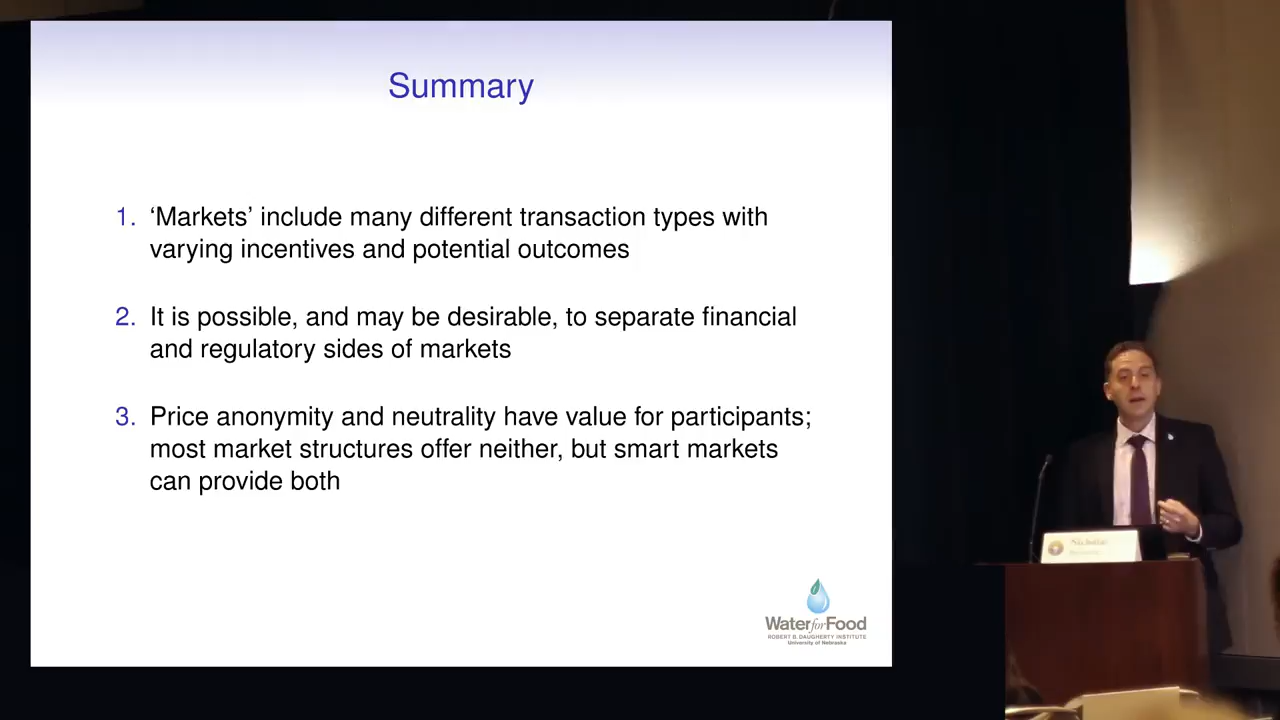 Summary
1. ‘Markets’ include many different transaction types with
varying incentives and potential outcomes
2. It is possible, and may be desirable, to separate financial
and regulatory sides of markets
3. Price anonymity and neutrality have value for participants;
most market structures offer neither, but smart markets
can provide both
Water for Food
ROBERT B. DAUGHERTY INSTITUTE
University of Nebraska